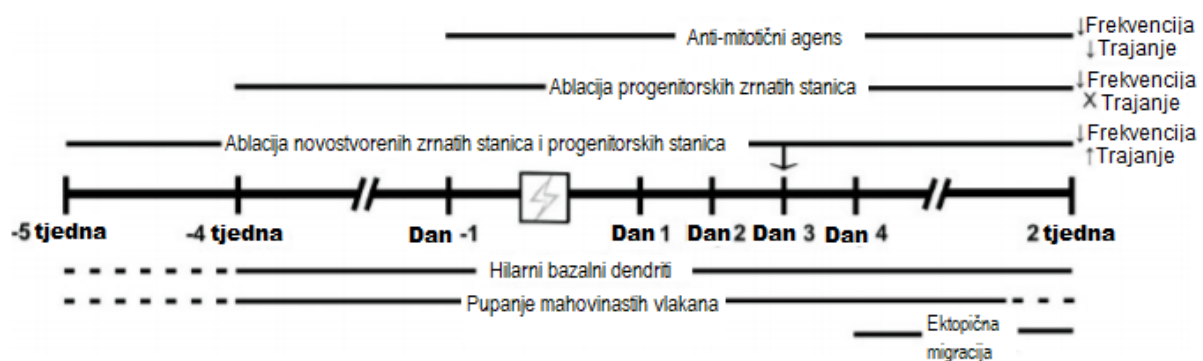 Anti-mitotični agens
↓Frekvencija
↓Trajanje
Ablacija progenitorskih zrnatih stanica
↓Frekvencija
X Trajanje
Ablacija novostvorenih zrnatih stanica i progenitorskih stanica
↓Frekvencija
↑Trajanje
-5 tjedna -4 tjedna Dan -1 Dan 1 Dan 2 Dan 3 Dan 4 2 tjedna
Hilarni bazalni dendriti
Pupanje mahovinastih vlakana
Ektopična
migracija